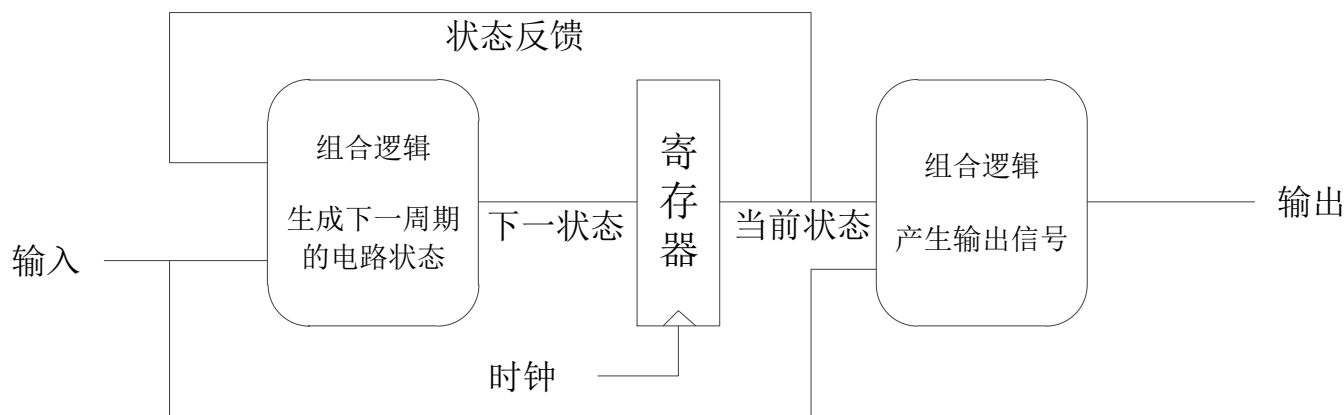 状态反馈
组合逻辑
生成下一周期
的电路状态
下一状态
寄
存
器
当前状态
组合逻辑
产生输出信号
输出
输入
时钟